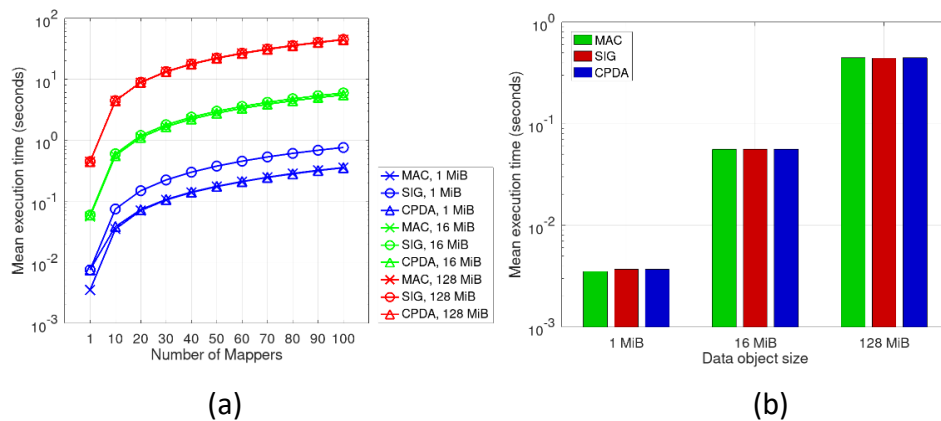 Mean execution time (seconds)
10^2
10^1
10^0
10^-1
10^-2
10^-3
1 10 20 30 40 50 60 70 80 90 100
Number of Mappers
MAC, 1 MiB
SIG, 1 MiB
CPDA, 1 MiB
MAC, 16 MiB
SIG, 16 MiB
CPDA, 16 MiB
MAC, 128 MiB
SIG, 128 MiB
CPDA, 128 MiB
(a)
Mean execution time (seconds)
10^0
10^-1
10^-2
10^-3
MAC
SIG
CPDA
1 MiB 16 MiB 128 MiB
Data object size
(b)